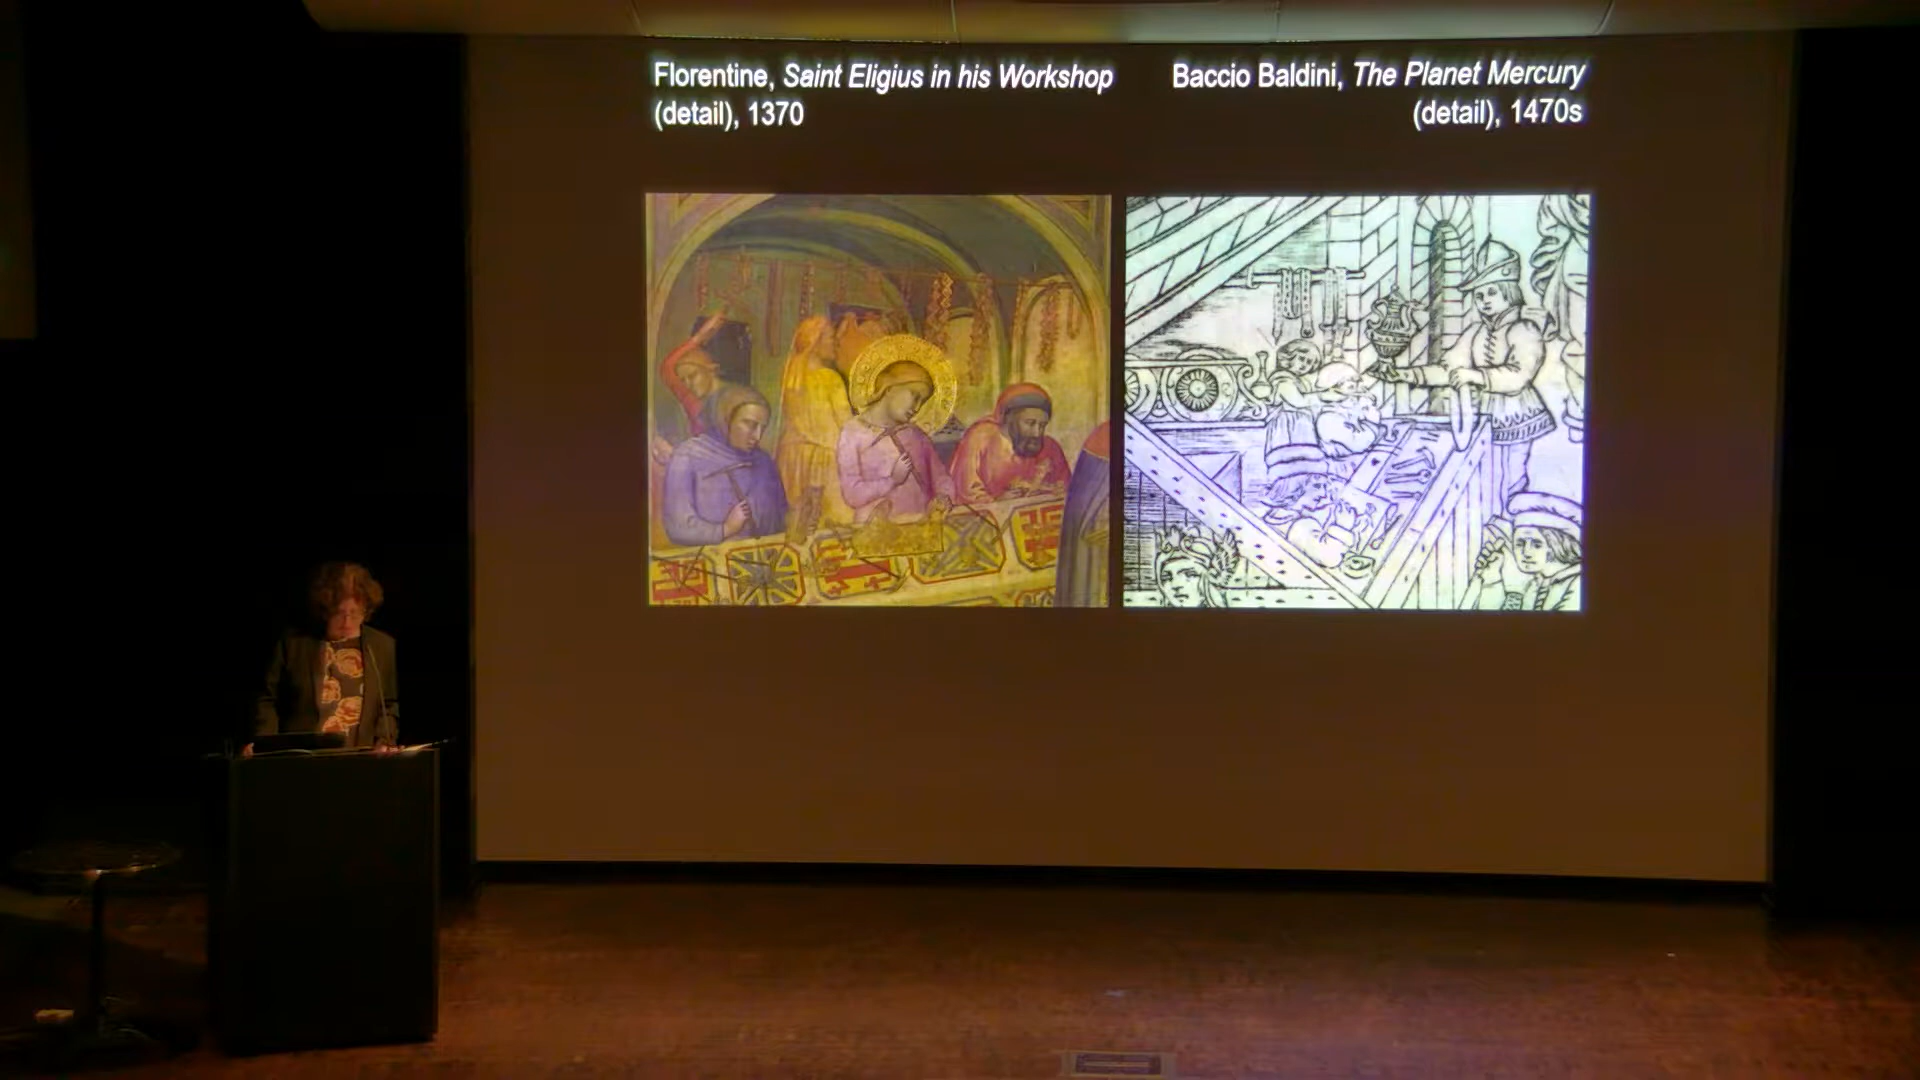 Florentine, Saint Eligius in his Workshop
(detail), 1370
Baccio Baldini, The Planet Mercury
(detail), 1470s